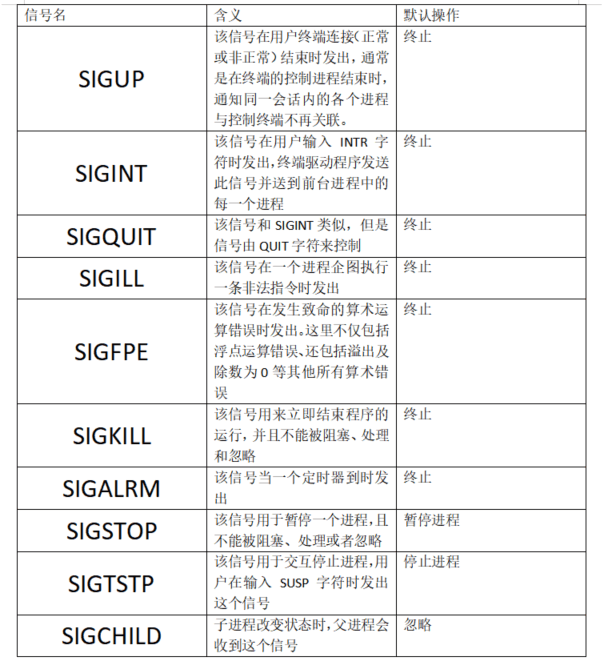 信号名 含义 默认操作
SIGUP
该信号在用户终端连接（正常 终止
或非正常）结束时发出，通常
是在终端的控制进程结束时，
通知同一会话内的各个进程
与控制终端不再关联。
SIGINT
该信号在用户输入 INTR 字 终止
符时发出，终端驱动程序发送
此信号并送到前台进程中的
每一个进程
SIGQUIT
该信号和 SIGINT 类似，但是 终止
信号由 QUIT 字符来控制
SIGILL
该信号在一个进程企图执行 终止
一条非法指令时发出
SIGFPE
该信号在发生致命的算术运 终止
算错误时发出。这里不仅包括
浮点运算错误、还包括溢出及
除数为 0 等其他所有算术错
误
SIGKILL
该信号用来立即结束程序的 终止
运行，并且不能被阻塞、处理
和忽略
SIGALRM
该信号当一个定时器到时发 终止
出
SIGSTOP
该信号用于暂停一个进程，且 暂停进程
不能被阻塞、处理或者忽略
SIGTSTP
该信号用于交互停止进程，用 停止进程
户在输入 SUSP 字符时发出
这个信号
SIGCHILD
子进程改变状态时，父进程会 忽略
收到这个信号